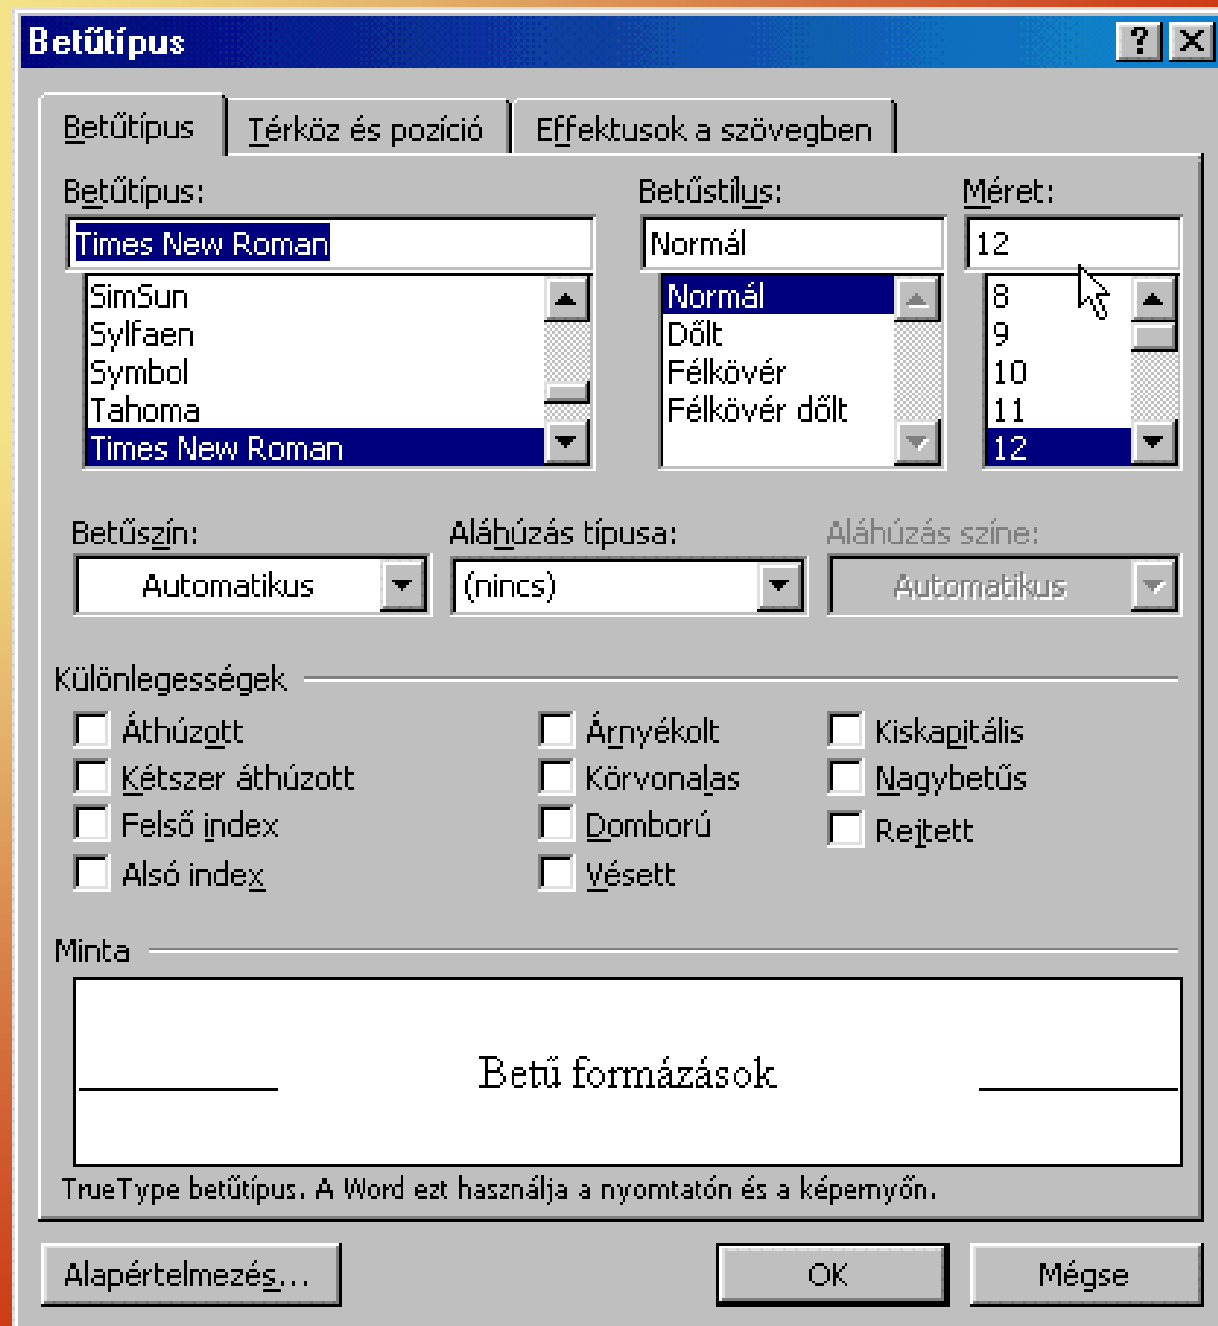 Betűtípus
Betűtípus Térköz és pozíció Effektusok a szövegben
Betűtípus: Betűstílus: Méret:
Times New Roman Normál 12
SimSun Normál 8
Sylfaen Dőlt 9
Symbol Félkövér 10
Tahoma Félkövér dőlt 11
Times New Roman 12
Betűszín: Aláhúzás típusa: Aláhúzás színe:
Automatikus (nincs) Automatikus
Különlegességek
Áthúzott Árnyékolt Kiskapitális
Kétszer áthúzott Körvonalas Nagybetűs
Felső index Domború Rejtett
Alsó index Vésett
Minta
Betű formázások
TrueType betűtípus. A Word ezt használja a nyomtatón és a képernyőn.
Alapértelmezés... OK Mégse